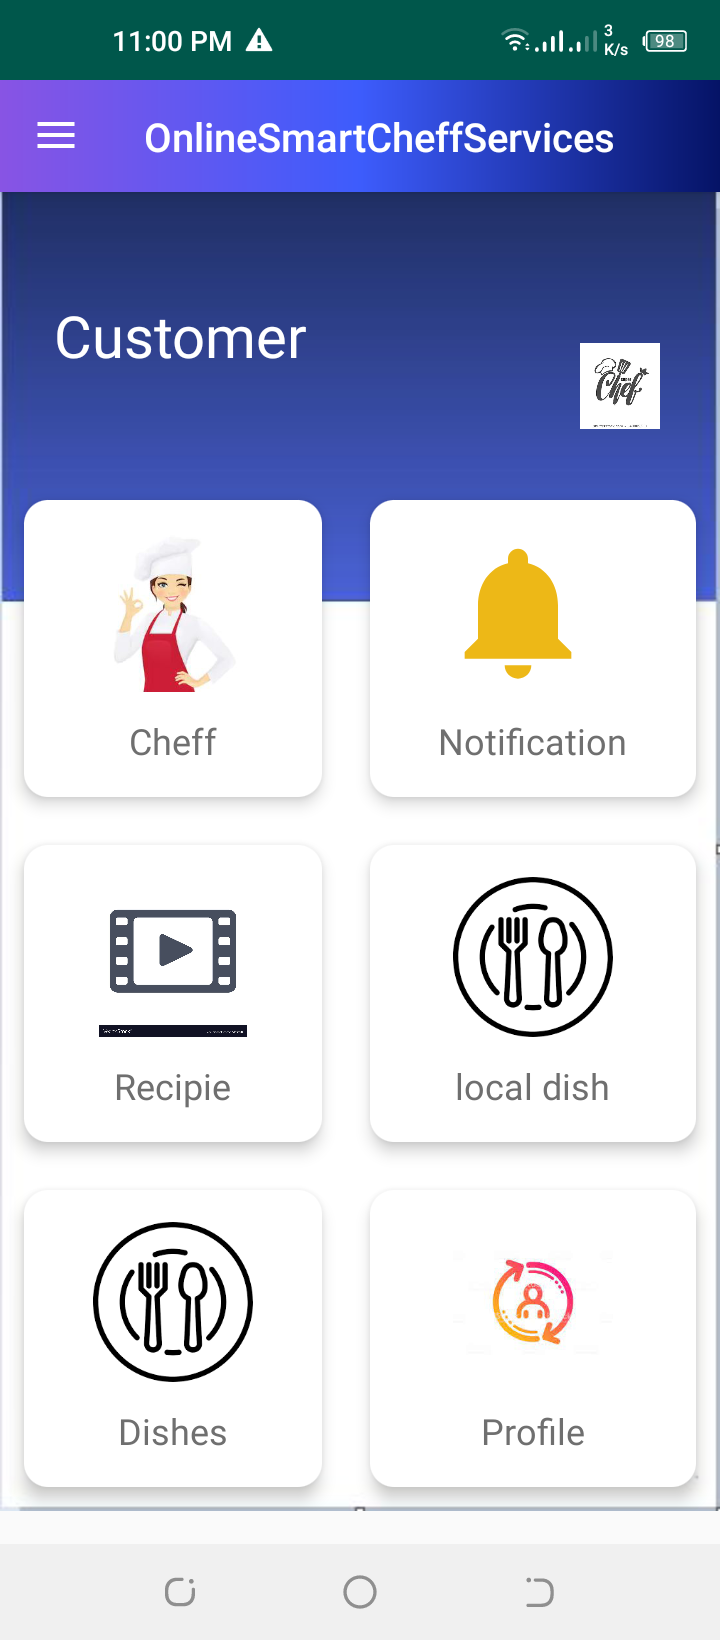 11:00 PM
3
K/s
98
OnlineSmartCheffServices
Customer
Chef
Cheff
Notification
Recipie
local dish
Dishes
Profile